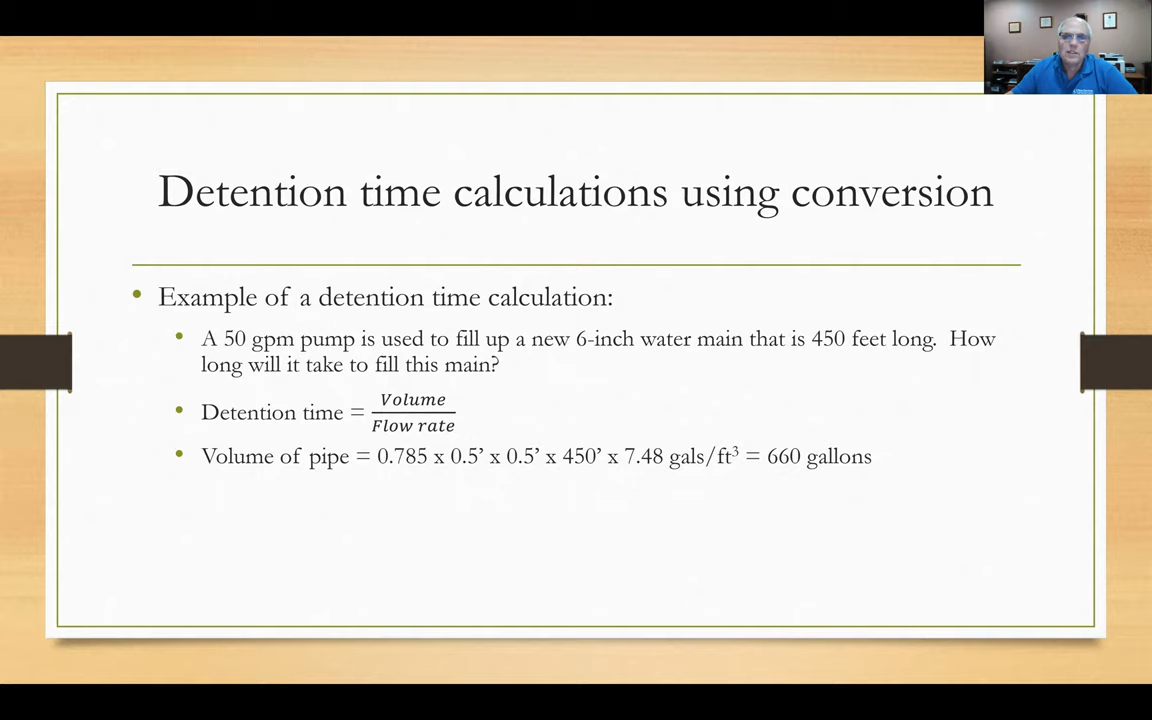 Detention time calculations using conversion
• Example of a detention time calculation:
• A 50 gpm pump is used to fill up a new 6-inch water main that is 450 feet long.  How
long will it take to fill this main?
• Detention time = Volume / Flow rate
• Volume of pipe = 0.785 x 0.5’ x 0.5’ x 450’ x 7.48 gals/ft³ = 660 gallons